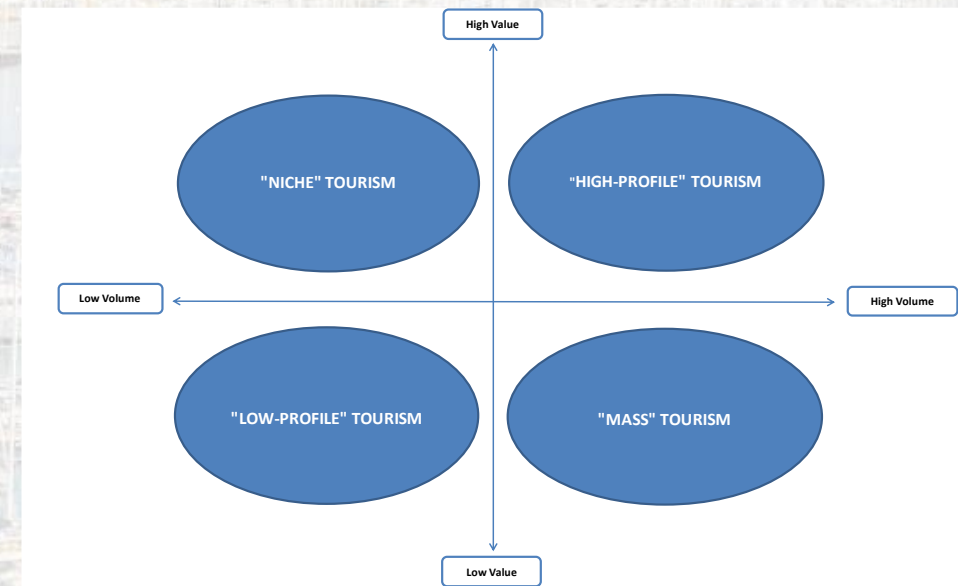 High Value
"NICHE" TOURISM
"HIGH-PROFILE" TOURISM
Low Volume
High Volume
"LOW-PROFILE" TOURISM
"MASS" TOURISM
Low Value